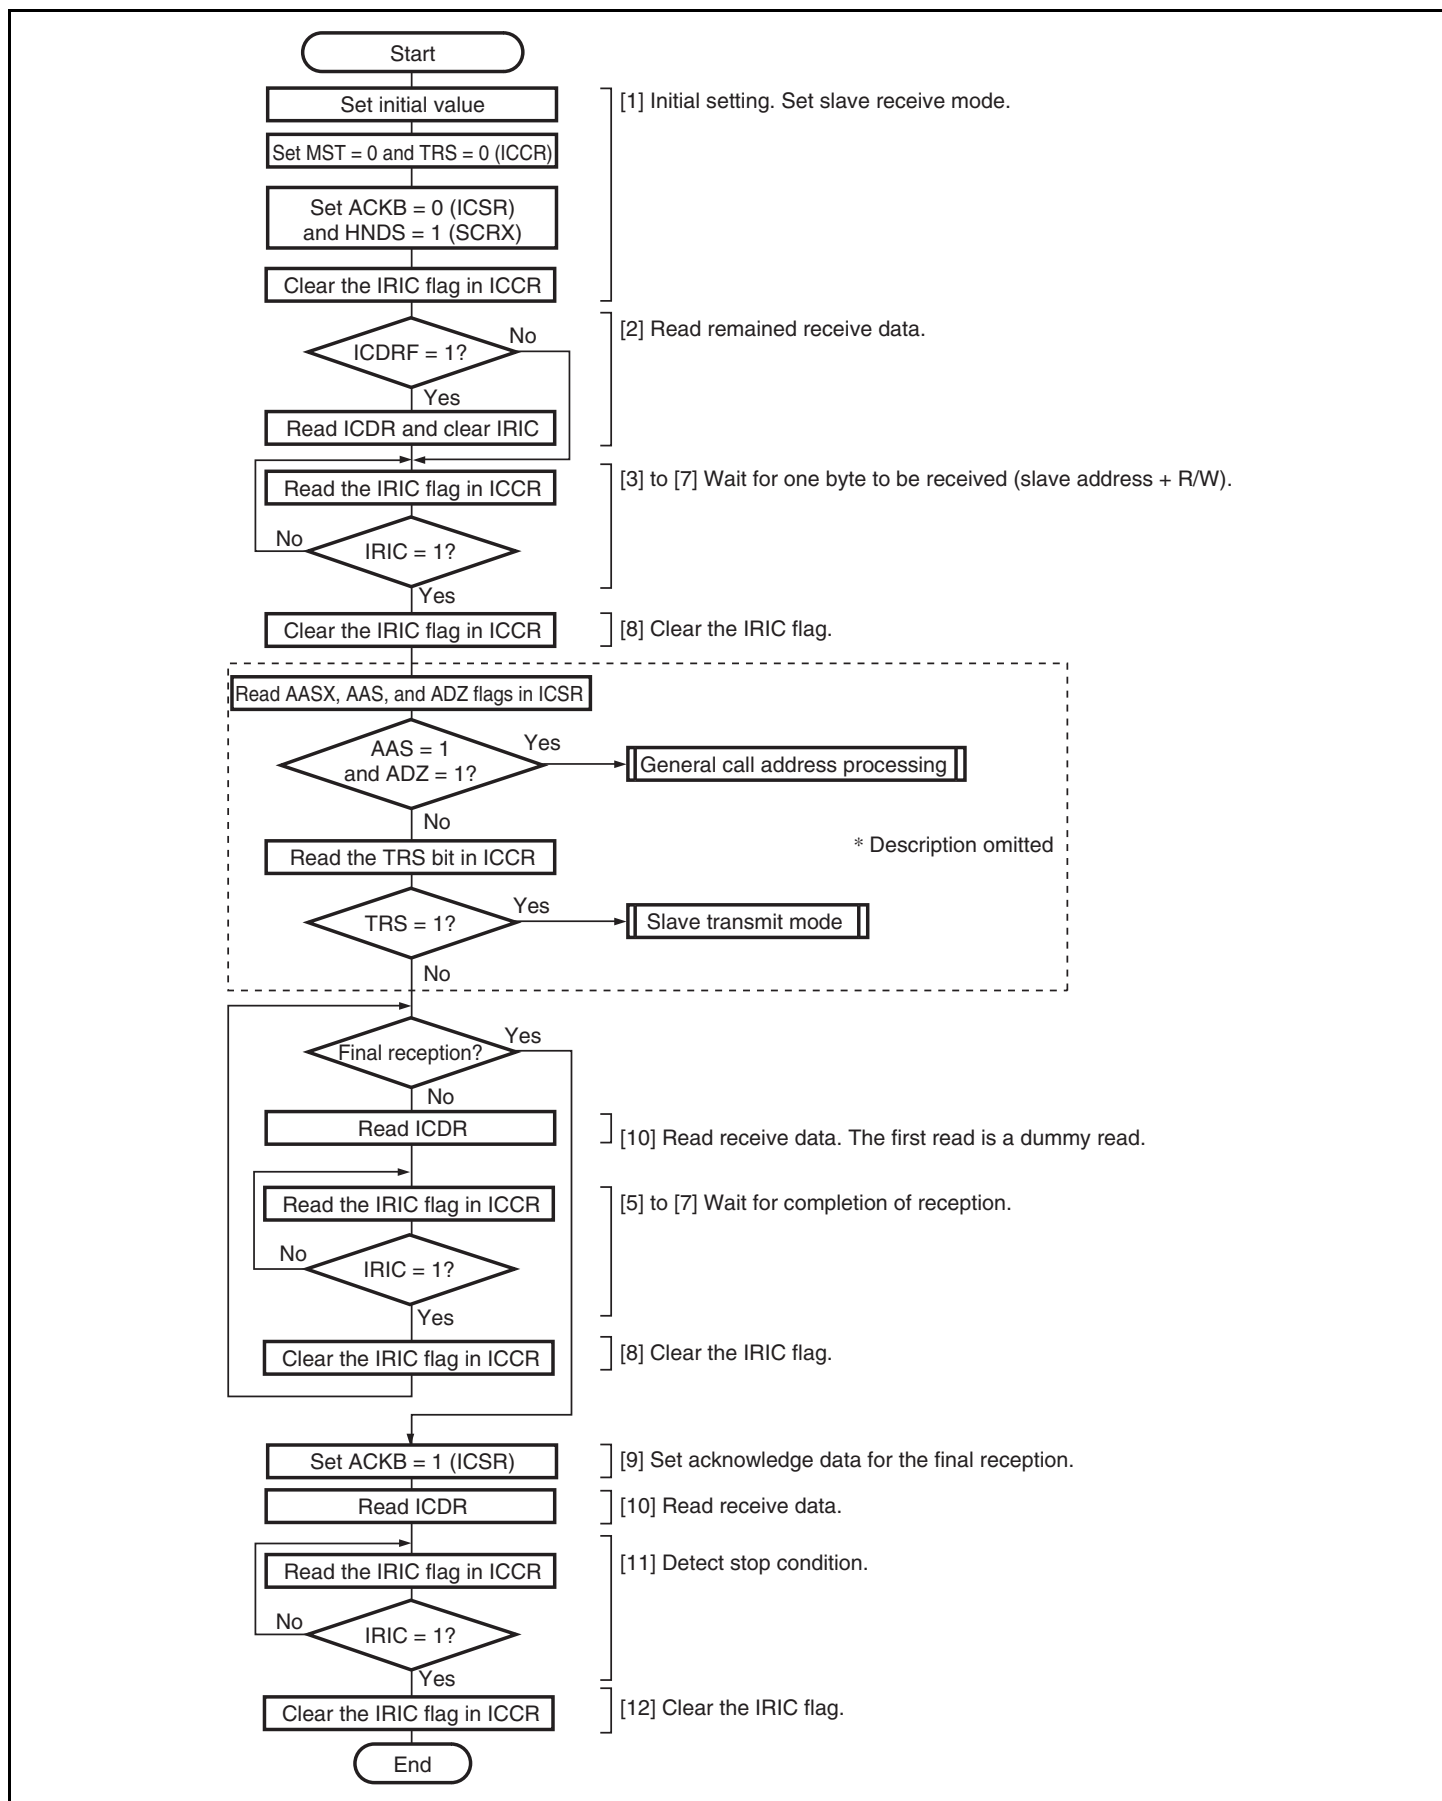 Start
Set initial value
[1] Initial setting. Set slave receive mode.
Set MST = 0 and TRS = 0 (ICCR)
Set ACKB = 0 (ICSR)
and HNDS = 1 (SCRX)
Clear the IRIC flag in ICCR
[2] Read remained receive data.
No
ICDRF = 1?
Yes
Read ICDR and clear IRIC
Read the IRIC flag in ICCR
[3] to [7] Wait for one byte to be received (slave address + R/W).
No
IRIC = 1?
Yes
Clear the IRIC flag in ICCR
[8] Clear the IRIC flag.
Read AASX, AAS, and ADZ flags in ICSR
AAS = 1
and ADZ = 1?
Yes
General call address processing
No
* Description omitted
Read the TRS bit in ICCR
TRS = 1?
Yes
Slave transmit mode
No
Final reception?
Yes
No
Read ICDR
[10] Read receive data. The first read is a dummy read.
Read the IRIC flag in ICCR
[5] to [7] Wait for completion of reception.
No
IRIC = 1?
Yes
Clear the IRIC flag in ICCR
[8] Clear the IRIC flag.
Set ACKB = 1 (ICSR)
[9] Set acknowledge data for the final reception.
Read ICDR
[10] Read receive data.
Read the IRIC flag in ICCR
[11] Detect stop condition.
No
IRIC = 1?
Yes
Clear the IRIC flag in ICCR
[12] Clear the IRIC flag.
End